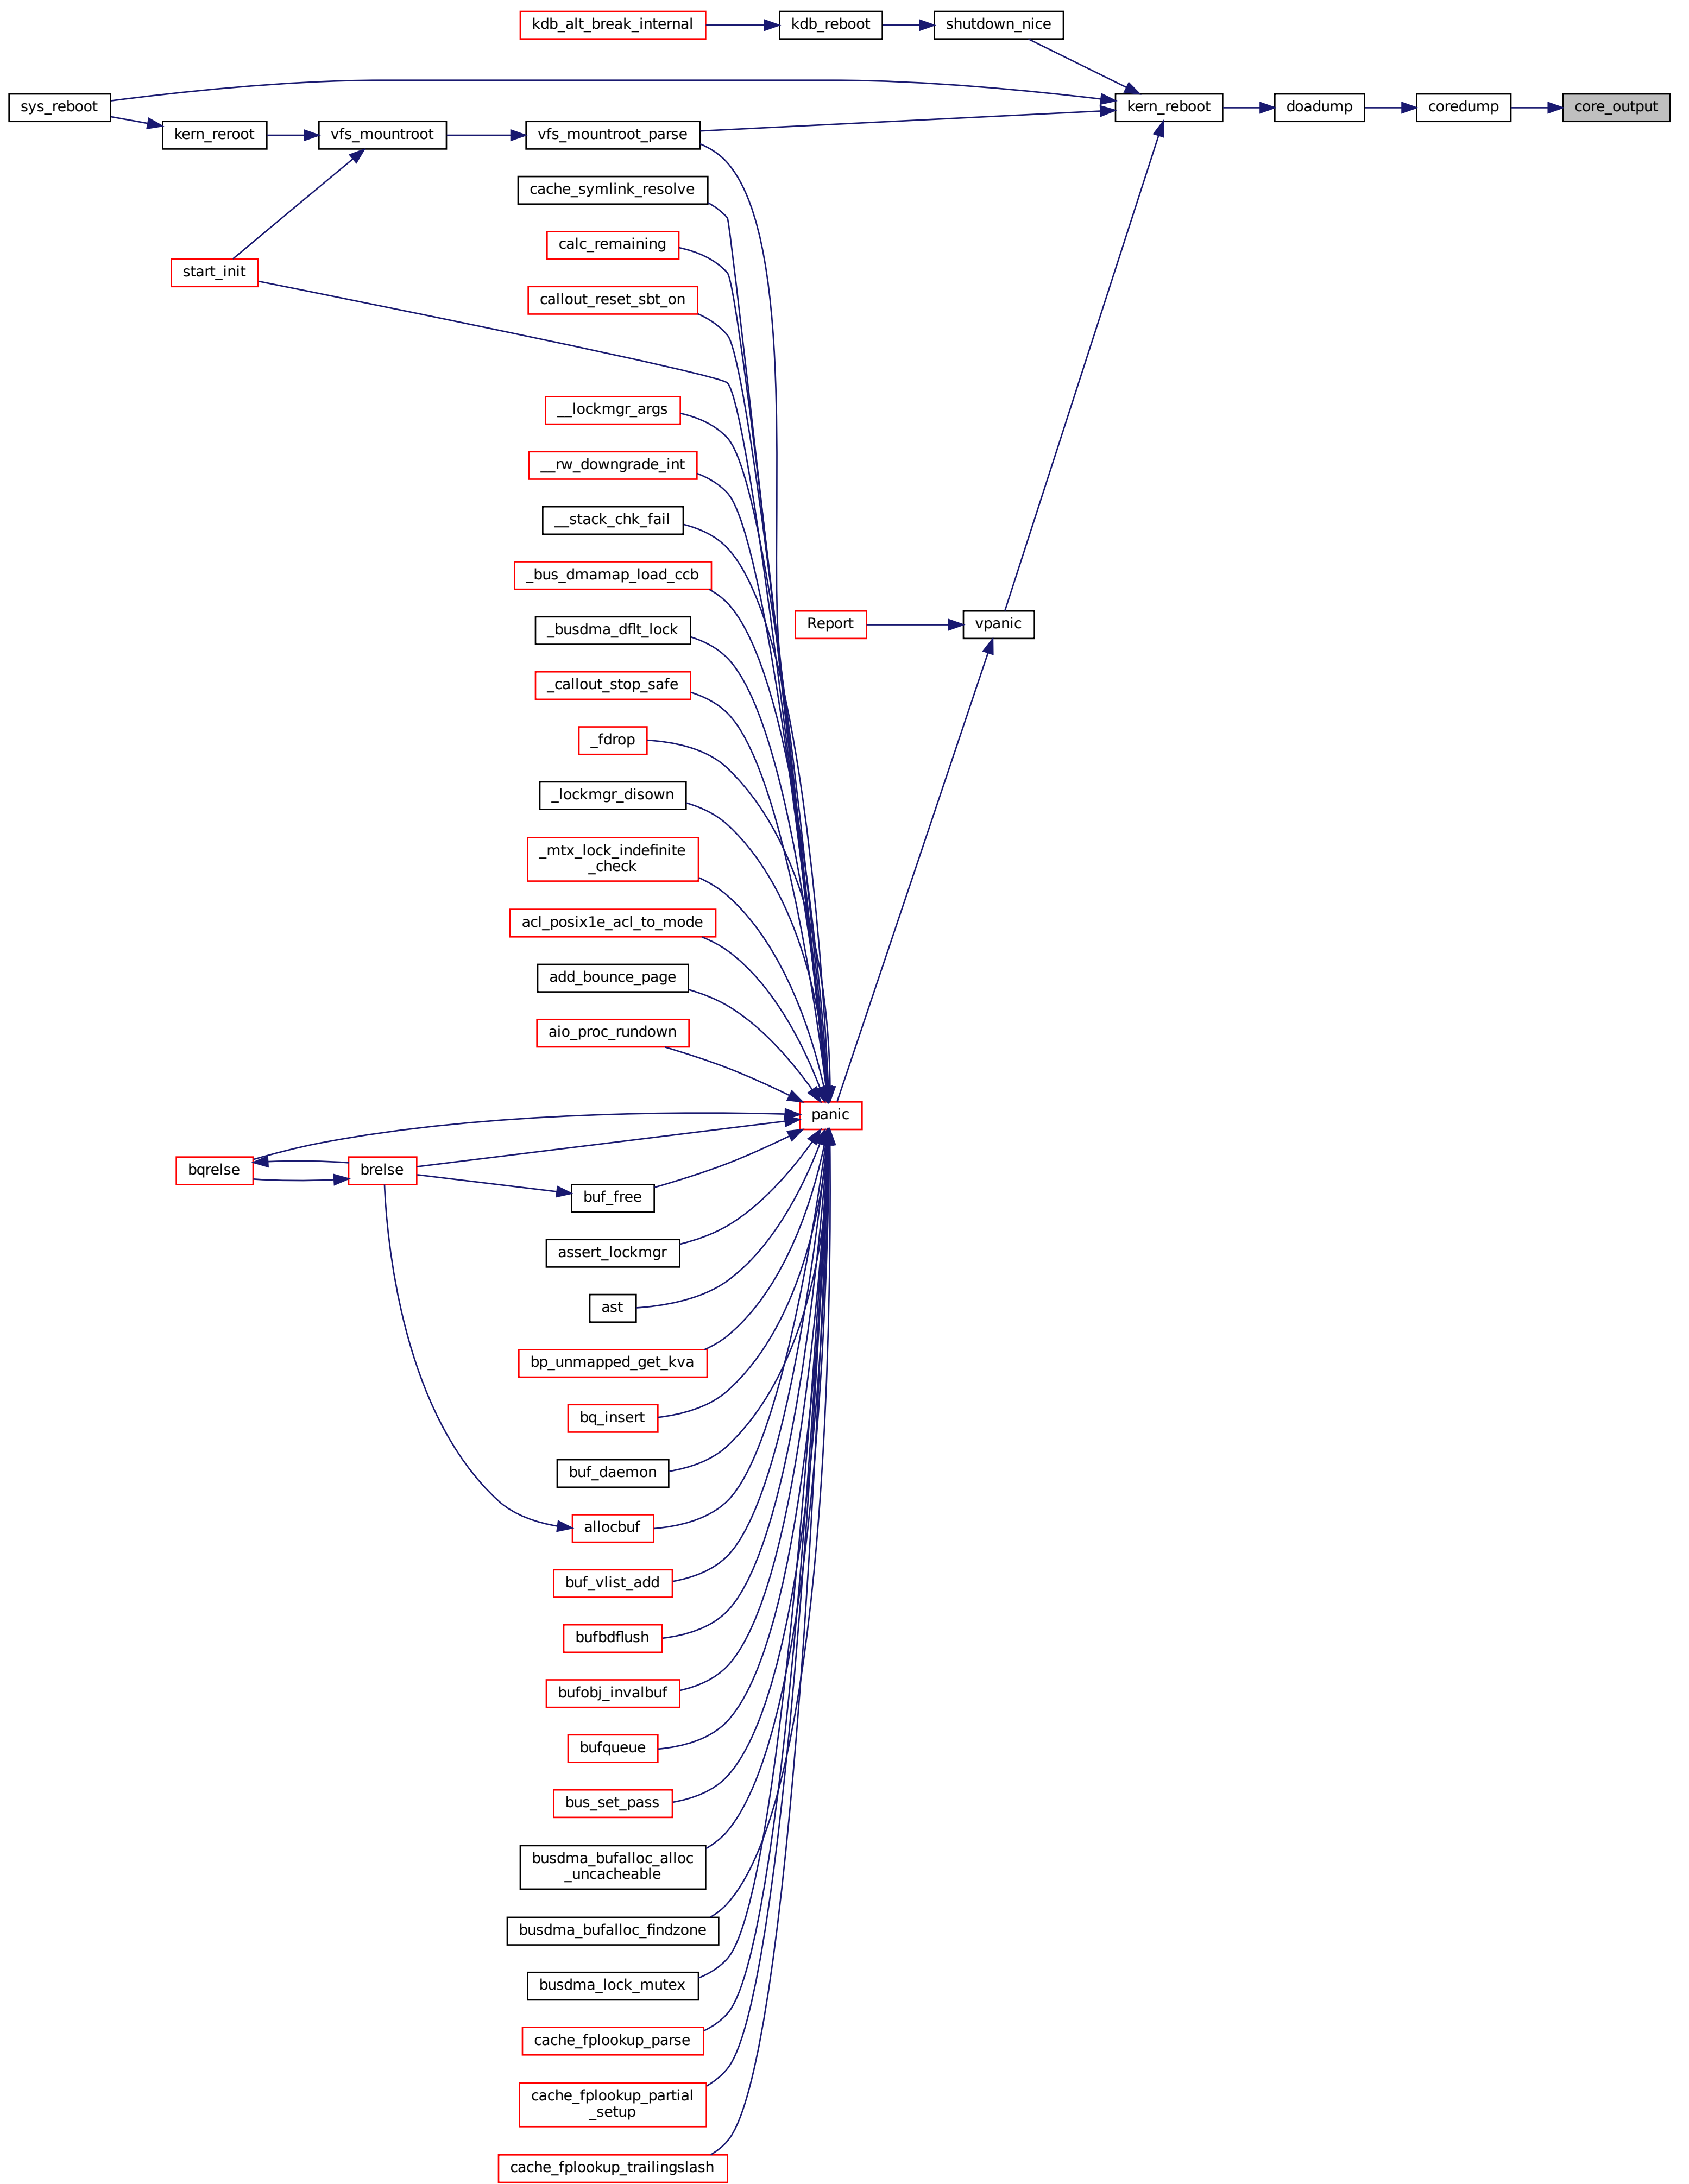 kdb_alt_break_internal
kdb_reboot
shutdown_nice
sys_reboot
kern_reboot
doadump
coredump
core_output
kern_reroot
vfs_mountroot
vfs_mountroot_parse
cache_symlink_resolve
calc_remaining
start_init
callout_reset_sbt_on
__lockmgr_args
__rw_downgrade_int
__stack_chk_fail
_bus_dmamap_load_ccb
Report
vpanic
_busdma_dflt_lock
_callout_stop_safe
_fdrop
_lockmgr_disown
_mtx_lock_indefinite
_check
acl_posix1e_acl_to_mode
add_bounce_page
aio_proc_rundown
panic
bqrelse
brelse
buf_free
assert_lockmgr
ast
bp_unmapped_get_kva
bq_insert
buf_daemon
allocbuf
buf_vlist_add
bufbdflush
bufobj_invalbuf
bufqueue
bus_set_pass
busdma_bufalloc_alloc
_uncacheable
busdma_bufalloc_findzone
busdma_lock_mutex
cache_fplookup_parse
cache_fplookup_partial
_setup
cache_fplookup_trailingslash